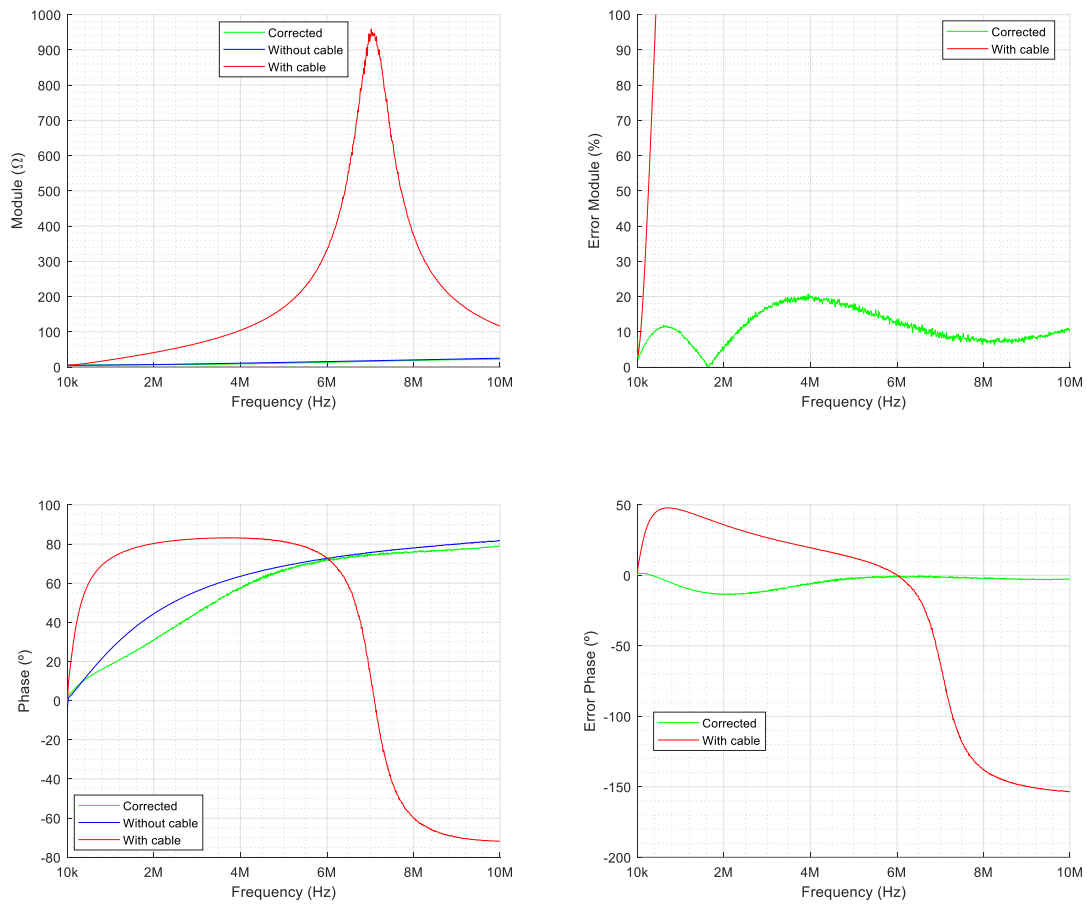 1000
900
800
700
600
500
400
300
200
100
0
Module (Ω)
Corrected
Without cable
With cable
10k 2M 4M 6M 8M 10M
Frequency (Hz)
100
90
80
70
60
50
40
30
20
10
0
Error Module (%)
Corrected
With cable
10k 2M 4M 6M 8M 10M
Frequency (Hz)
100
80
60
40
20
0
-20
-40
-60
-80
Phase (º)
Corrected
Without cable
With cable
10k 2M 4M 6M 8M 10M
Frequency (Hz)
50
0
-50
-100
-150
-200
Error Phase (º)
Corrected
With cable
10k 2M 4M 6M 8M 10M
Frequency (Hz)